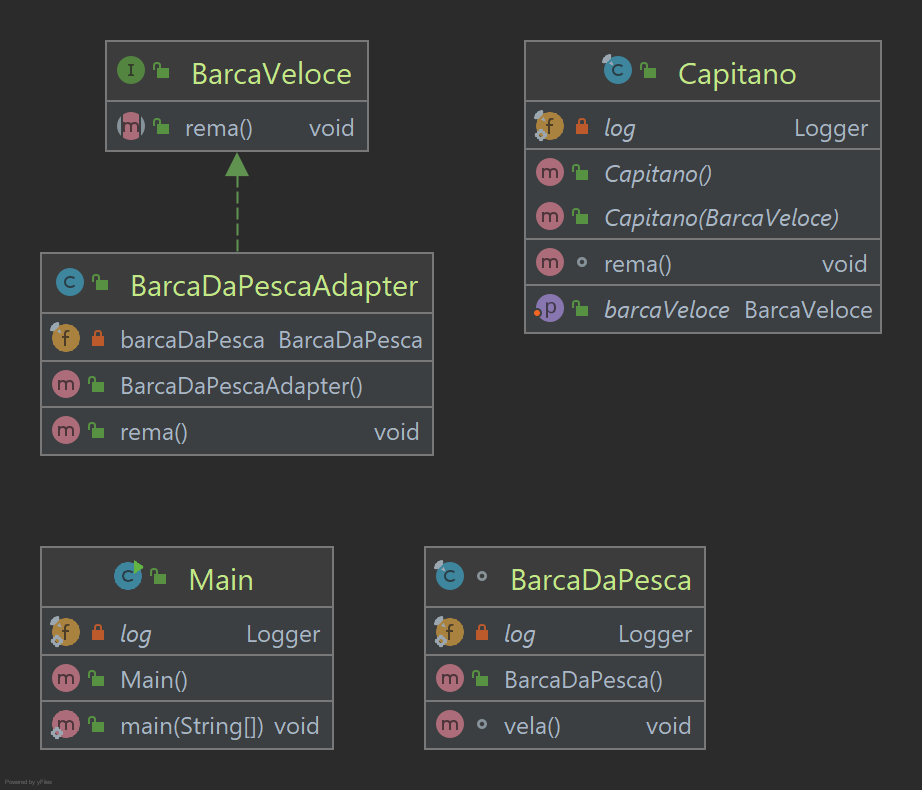 BarcaVeloce
rema() void
Capitano
log Logger
Capitano()
Capitano(BarcaVeloce)
rema() void
barcaVeloce BarcaVeloce
BarcaDaPescaAdapter
barcaDaPesca BarcaDaPesca
BarcaDaPescaAdapter()
rema() void
Main
log Logger
Main()
main(String[]) void
BarcaDaPesca
log Logger
BarcaDaPesca()
vela() void
Powered by yFiles